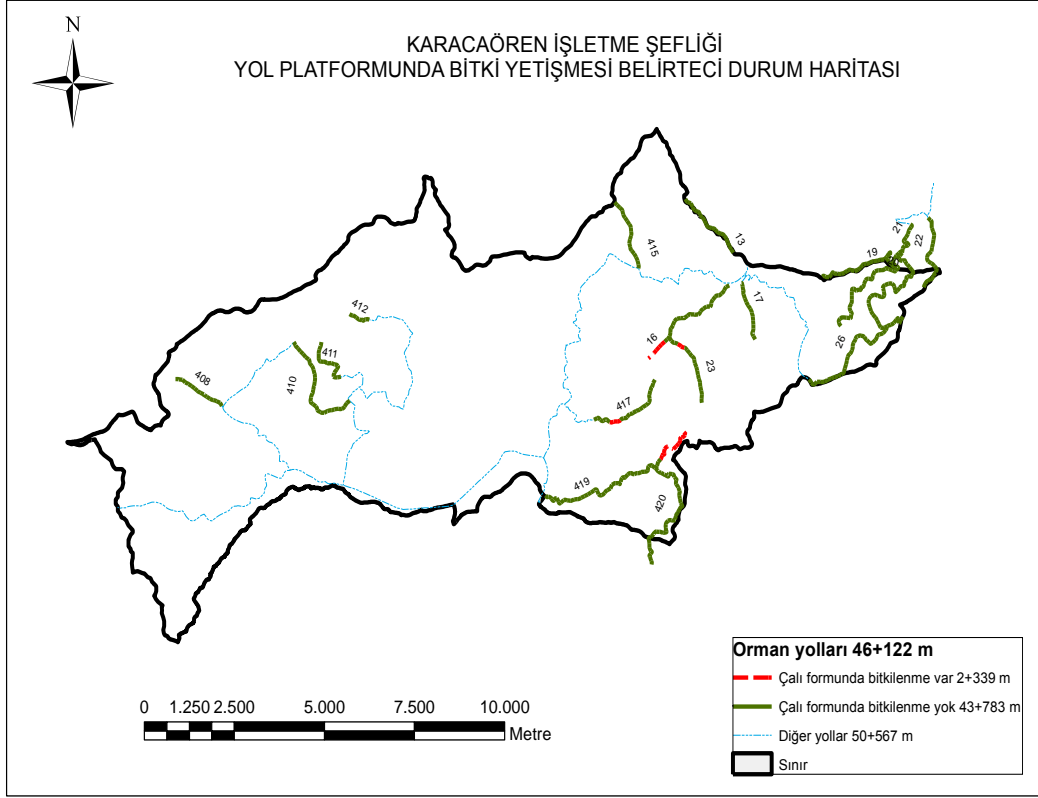 N
KARACAÖREN İŞLETME ŞEFLİĞİ
YOL PLATFORMUNDA BİTKİ YETİŞMESİ BELİRTECİ DURUM HARİTASI
415
13
21
22
19
17
412
16
26
411
23
408
410
417
419
420
0 1.250 2.500 5.000 7.500 10.000
Metre
Orman yolları 46+122 m
Çalı formunda bitkilenme var 2+339 m
Çalı formunda bitkilenme yok 43+783 m
Diğer yollar 50+567 m
Sınır